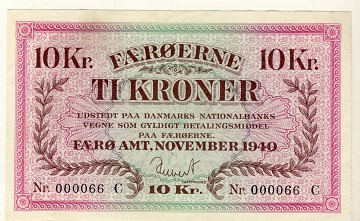 10 Kr. FÆRØERNE 10 Kr.
TI KRONER
UDSTEDT PAA DANMARKS NATIONALBANKS
VEGNE SOM GYLDIGT BETALINGSMIDDEL
PAA FÆRØERNE.
FÆRØ AMT, NOVEMBER 1940
Nr. 000066 C 10 Kr. Nr. 000066 C